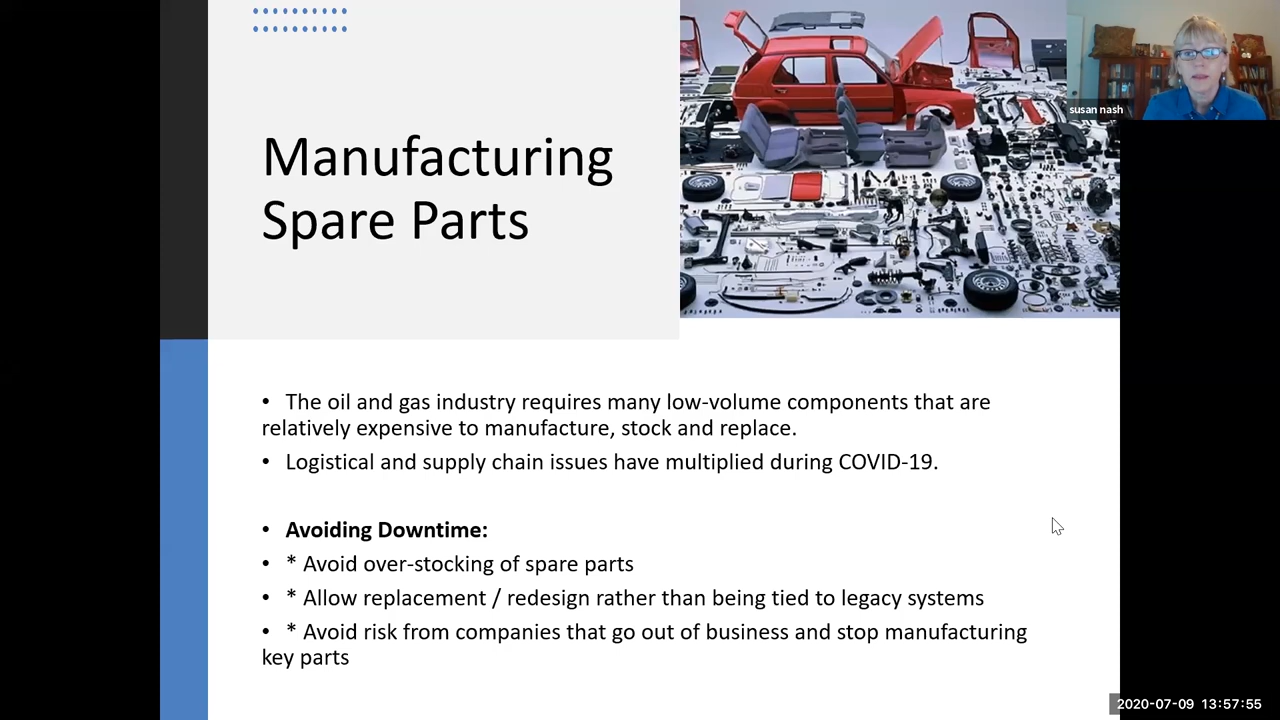 susan nash
Manufacturing
Spare Parts
• The oil and gas industry requires many low-volume components that are
relatively expensive to manufacture, stock and replace.
• Logistical and supply chain issues have multiplied during COVID-19.
• Avoiding Downtime:
• * Avoid over-stocking of spare parts
• * Allow replacement / redesign rather than being tied to legacy systems
• * Avoid risk from companies that go out of business and stop manufacturing
key parts
2020-07-09 13:57:55